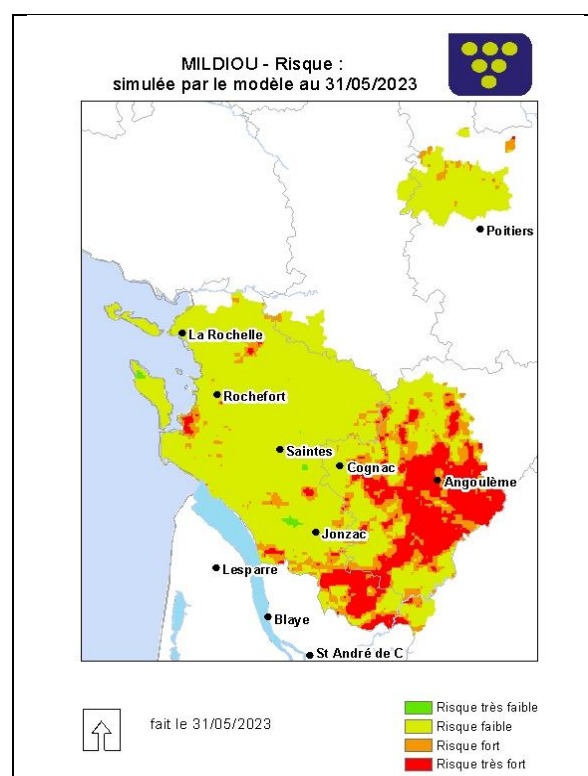 MILDIOU - Risque :
simulée par le modèle au 31/05/2023
Poitiers
La Rochelle
Rochefort
Saintes
Cognac
Angoulème
Jonzac
Lesparre
Blaye
St André de C
fait le 31/05/2023
Risque très faible
Risque faible
Risque fort
Risque très fort